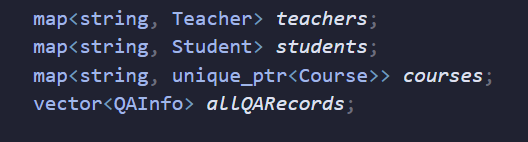 map<string, Teacher> teachers;
map<string, Student> students;
map<string, unique_ptr<Course>> courses;
vector<QAInfo> allQARecords;